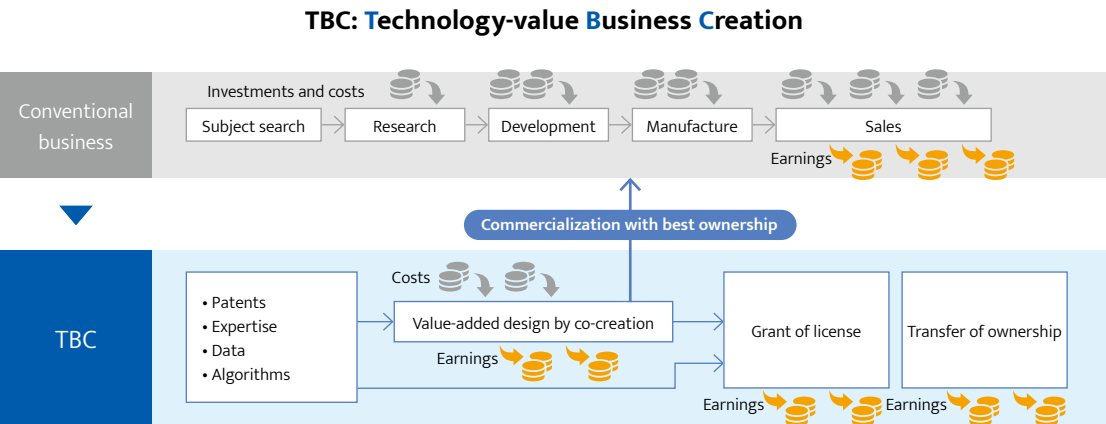 TBC: Technology-value Business Creation
Conventional
business
Investments and costs
Subject search
Research
Development
Manufacture
Sales
Earnings
Commercialization with best ownership
TBC
• Patents
• Expertise
• Data
• Algorithms
Costs
Value-added design by co-creation
Earnings
Grant of license
Transfer of ownership
Earnings
Earnings